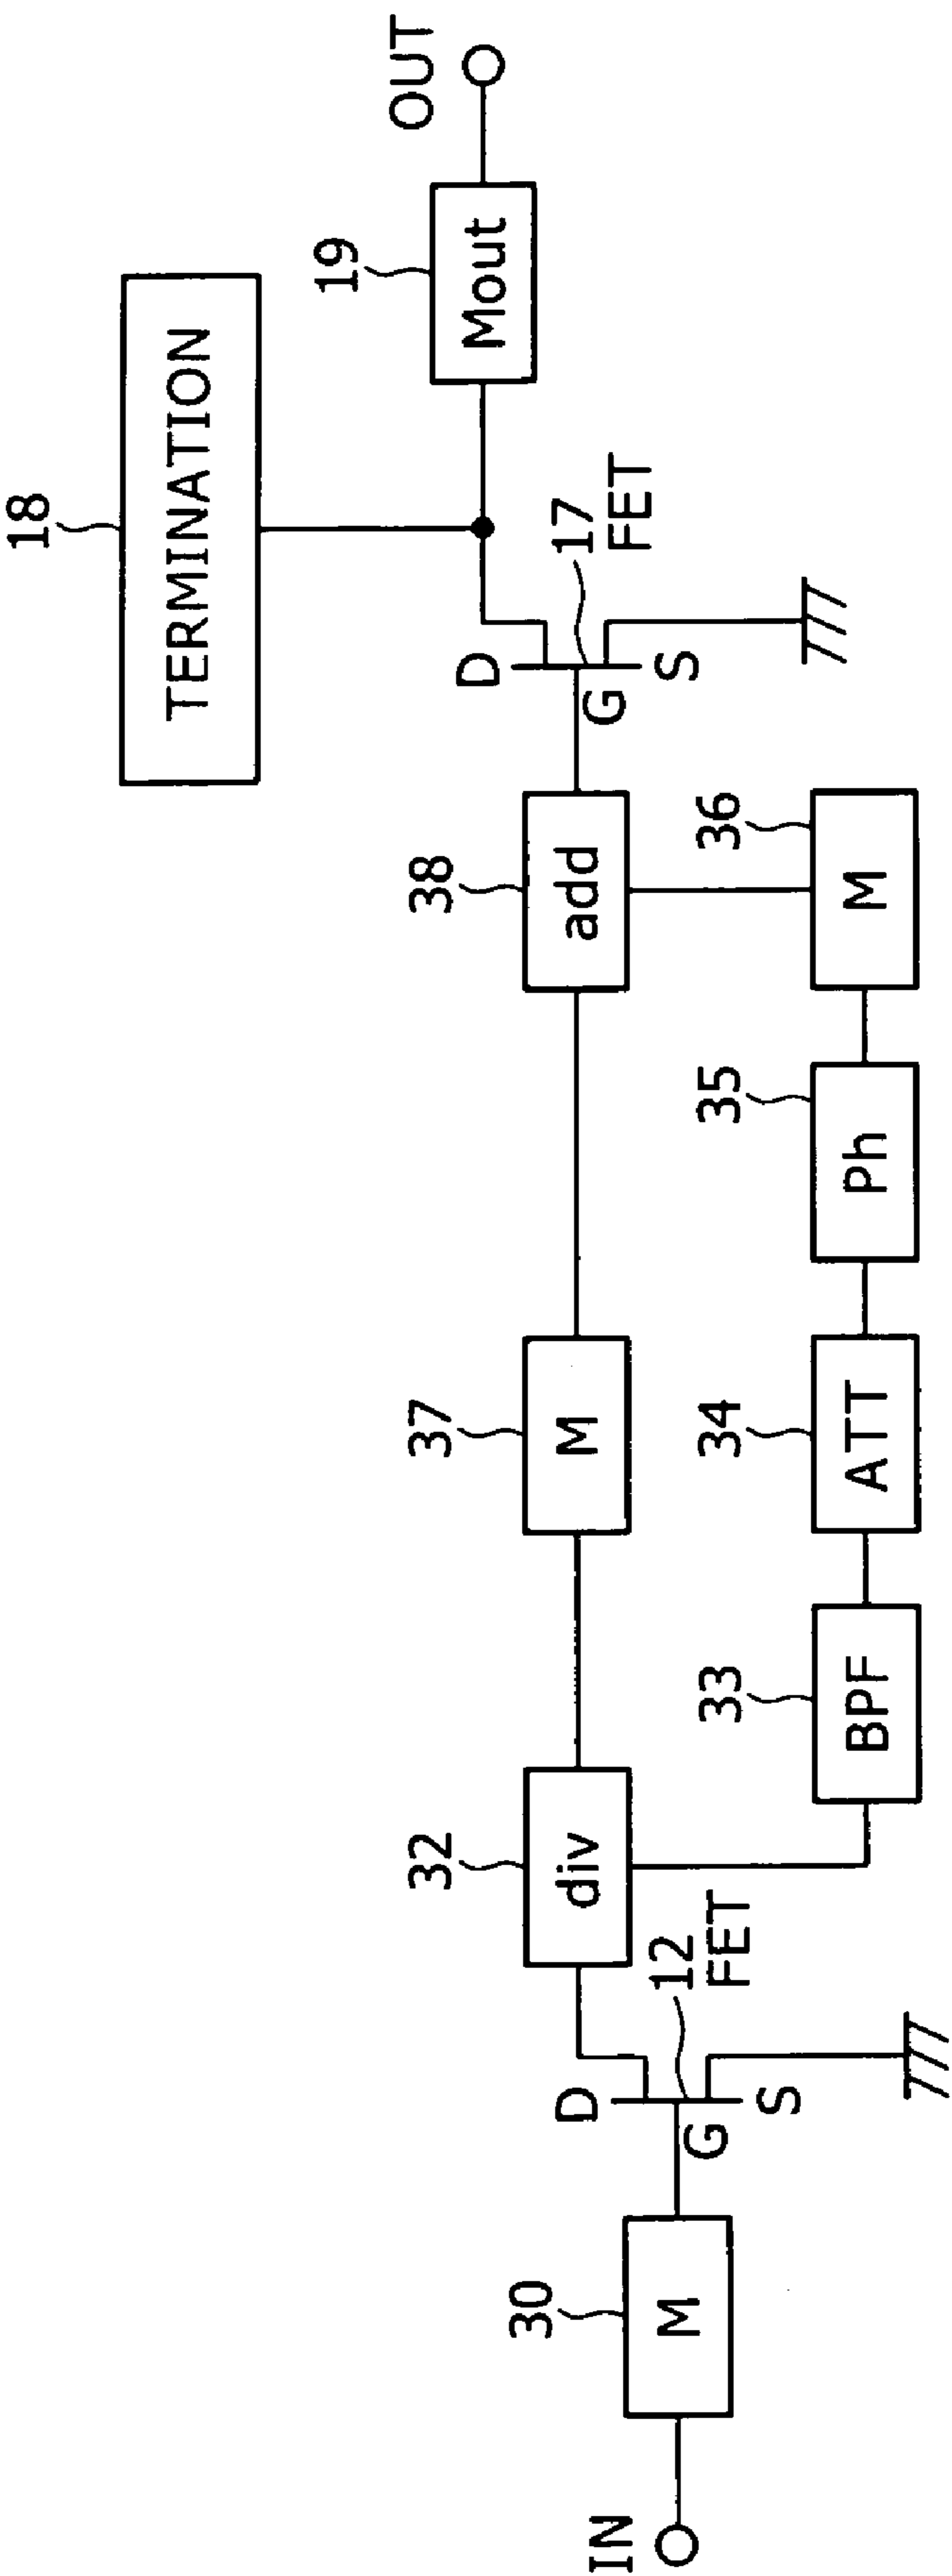 18
TERMINATION
19
Mout
OUT
17
FET
D
G
S
38
add
36
M
35
Ph
37
M
34
ATT
33
BPF
32
div
12
FET
D
G
S
30
M
IN